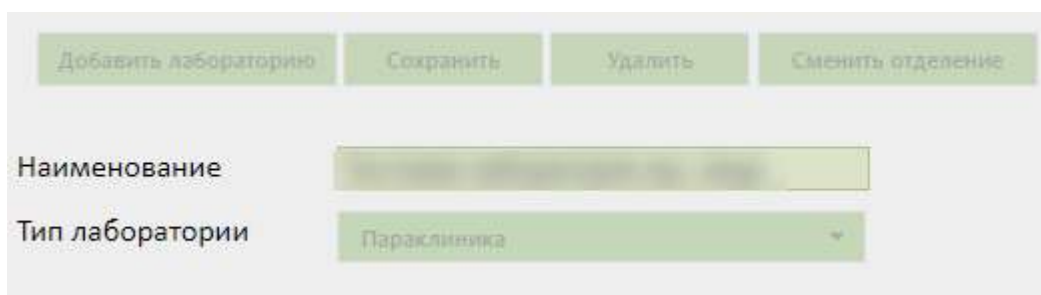 Добавить лабораторию Сохранить Удалить Сменить отделение
Наименование
Тип лаборатории Параклиника